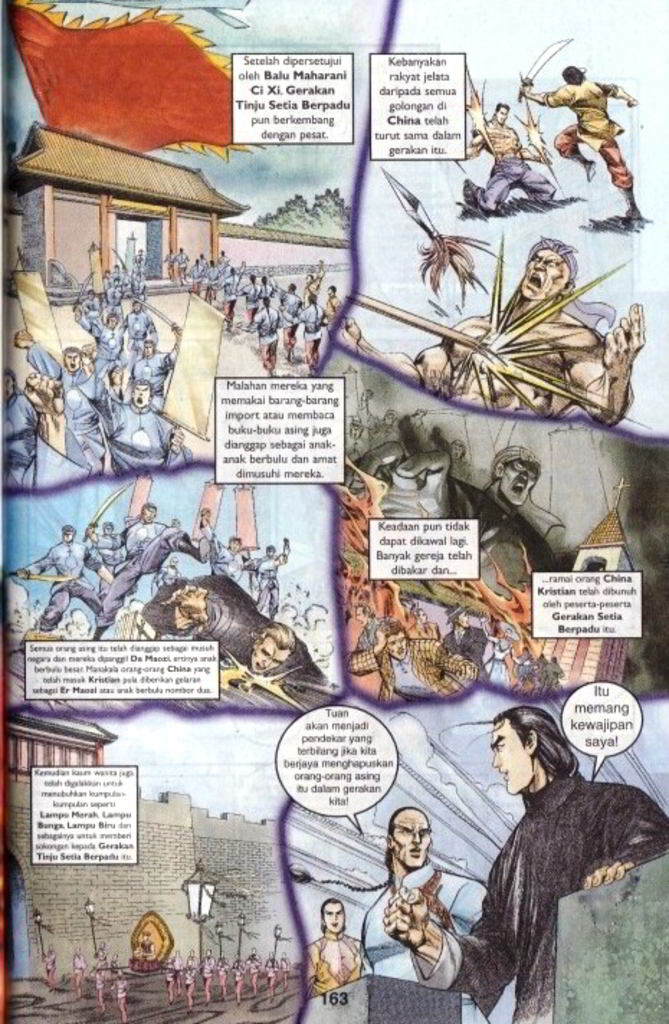 Setelah dipersetujui
oleh Balu Maharani
Ci Xi, Gerakan
Tinju Setia Berpadu
pun berkembang
dengan pesat.
Kebanyakan
rakyat jelata
daripada semua
golongan di
China telah
turut sama dalam
gerakan itu.
Malahan mereka yang
memakai barang-barang
import atau membaca
buku-buku asing juga
dianggap sebagai anak-
anak berbulu dan amat
dimusuhi mereka.
Keadaan pun tidak
dapat dikawal lagi.
Banyak gereja telah
dibakar dan...
...ramai orang China
Kristian telah dibunuh
oleh peserta-peserta
Gerakan Setia
Berpadu itu.
Semua orang asing itu telah dianggap sebagai musuh
negara dan mereka dipanggil Da Maozi, ertinya anak
berbulu besar. Manakala orang-orang China yang
telah masuk Kristian pula diberikan gelaran
sebagai Er Maozi atau anak berbulu nombor dua.
Kemudian kaum wanita juga
telah digalakkan untuk
menubuhkan kumpulan-
kumpulan seperti
Lampu Merah, Lampu
Bunga, Lampu Biru dan
sebagainya untuk memberi
sokongan kepada Gerakan
Tinju Setia Berpadu itu.
Tuan
akan menjadi
pendekar yang
terbilang jika kita
berjaya menghapuskan
orang-orang asing
itu dalam gerakan
kita!
Itu
memang
kewajipan
saya!
163